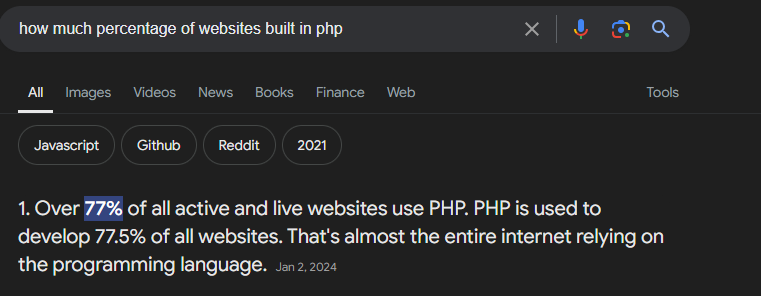 how much percentage of websites built in php
All Images Videos News Books Finance Web Tools
Javascript Github Reddit 2021
1. Over 77% of all active and live websites use PHP. PHP is used to
develop 77.5% of all websites. That's almost the entire internet relying on
the programming language. Jan 2, 2024